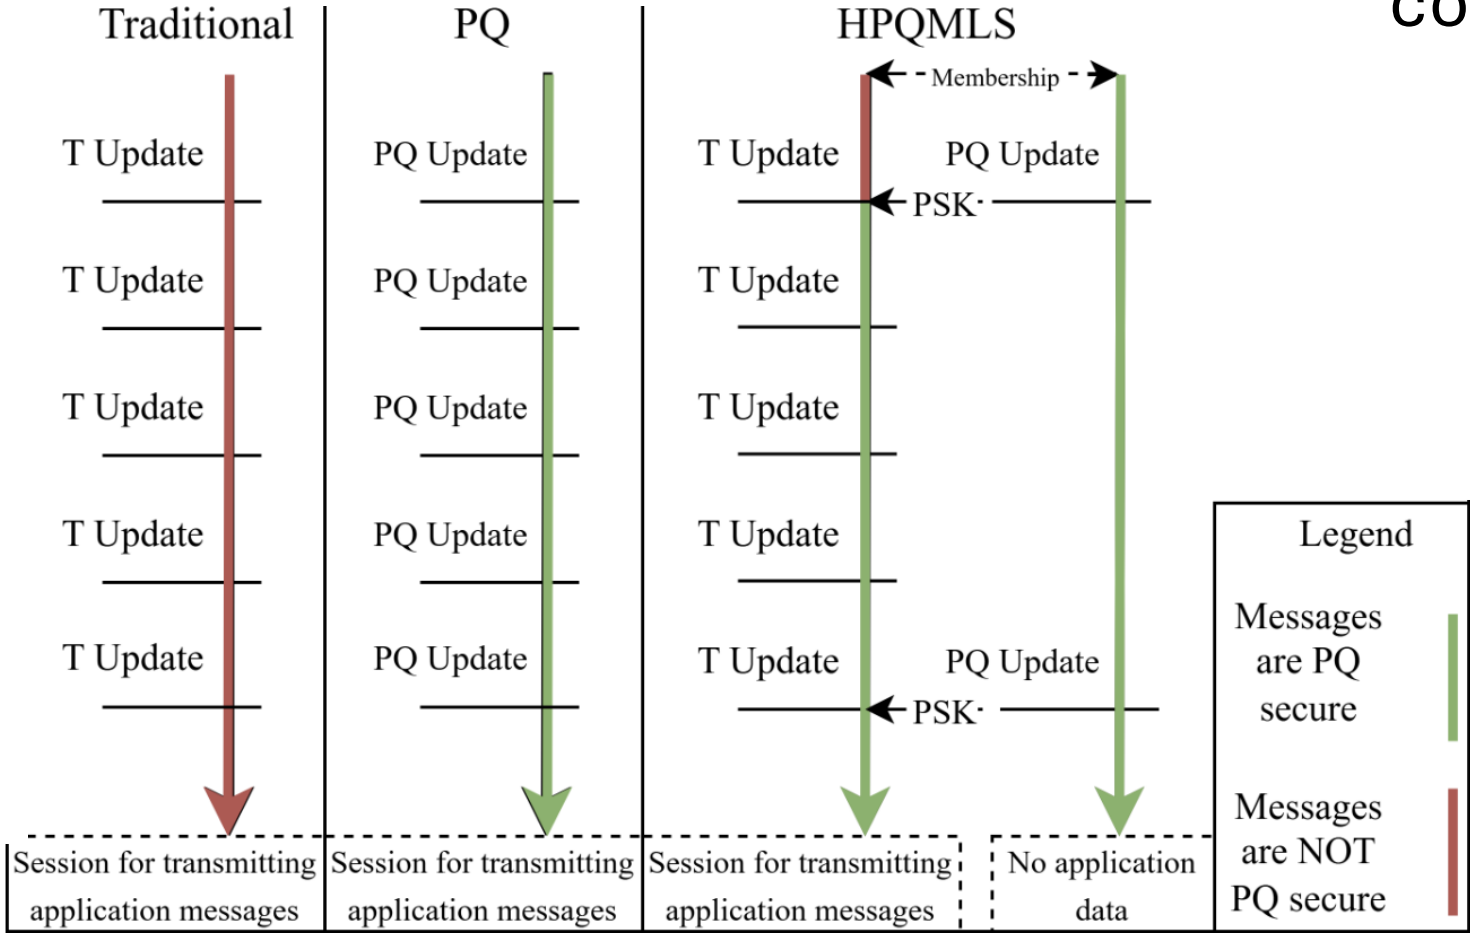 co
Traditional
PQ
HPQMLS
Membership
T Update
PQ Update
T Update
PQ Update
PSK
T Update
PQ Update
T Update
T Update
PQ Update
T Update
T Update
PQ Update
T Update
T Update
PQ Update
T Update
PQ Update
PSK
Session for transmitting
application messages
Session for transmitting
application messages
Session for transmitting
application messages
No application
data
Legend
Messages
are PQ
secure
Messages
are NOT
PQ secure